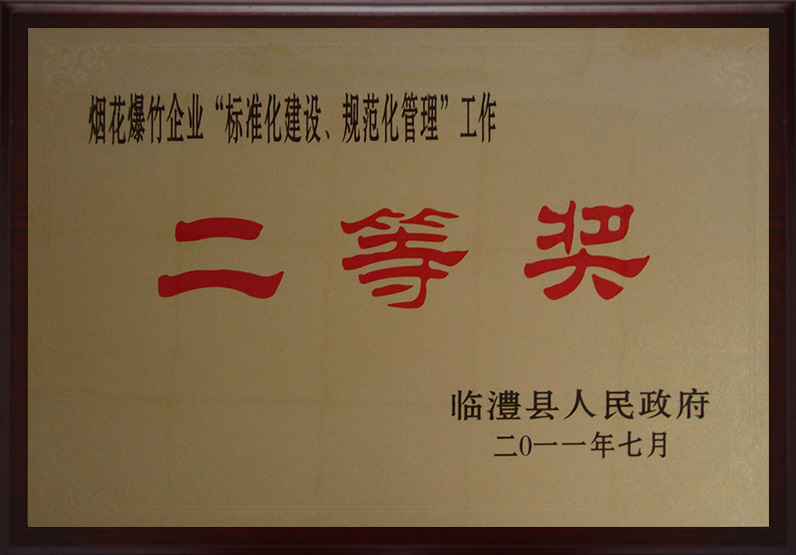 烟花爆竹企业“标准化建设、规范化管理”工作
二等奖
临澧县人民政府
二0一一年七月